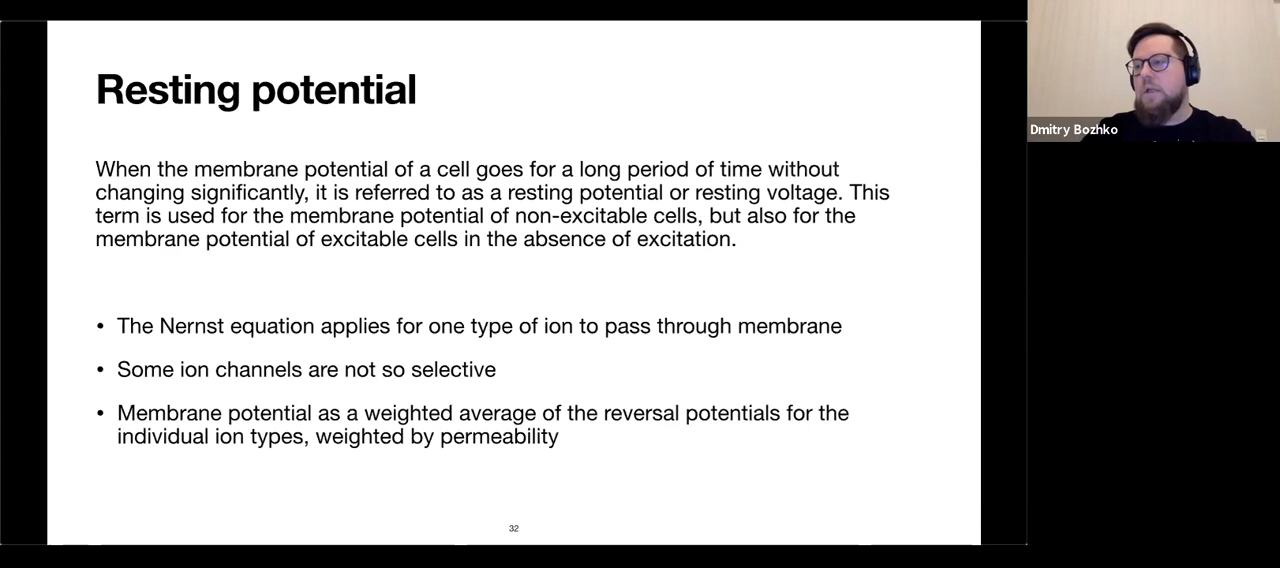 Resting potential
When the membrane potential of a cell goes for a long period of time without
changing significantly, it is referred to as a resting potential or resting voltage. This
term is used for the membrane potential of non-excitable cells, but also for the
membrane potential of excitable cells in the absence of excitation.
• The Nernst equation applies for one type of ion to pass through membrane
• Some ion channels are not so selective
• Membrane potential as a weighted average of the reversal potentials for the
individual ion types, weighted by permeability
32
Dmitry Bozhko